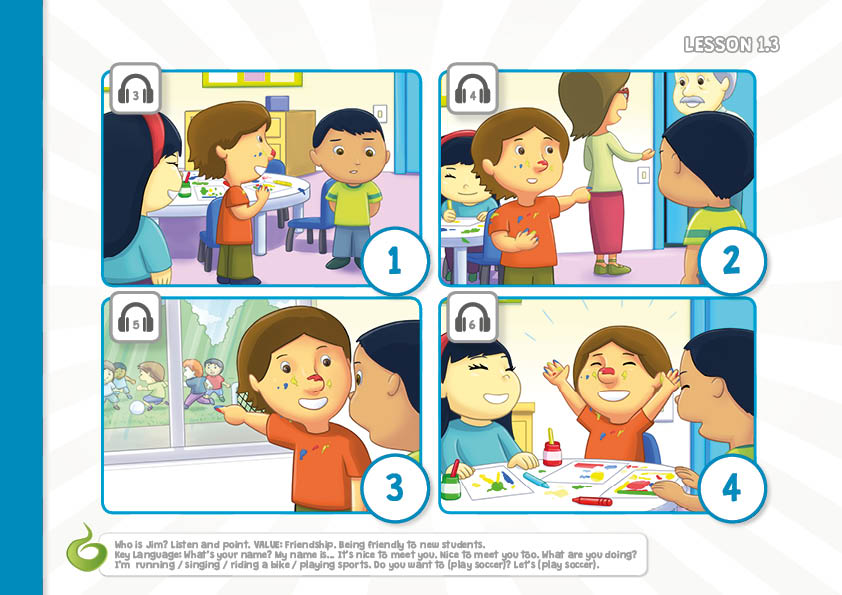 LESSON 1.3
3
4
1
2
5
6
3
4
Who is Jim? Listen and point. VALUE: Friendship. Being friendly to new students.
Key Language: What's your name? My name is... It's nice to meet you. Nice to meet you too. What are you doing?
I'm running / singing / riding a bike / playing sports. Do you want to (play soccer)? Let's (play soccer).